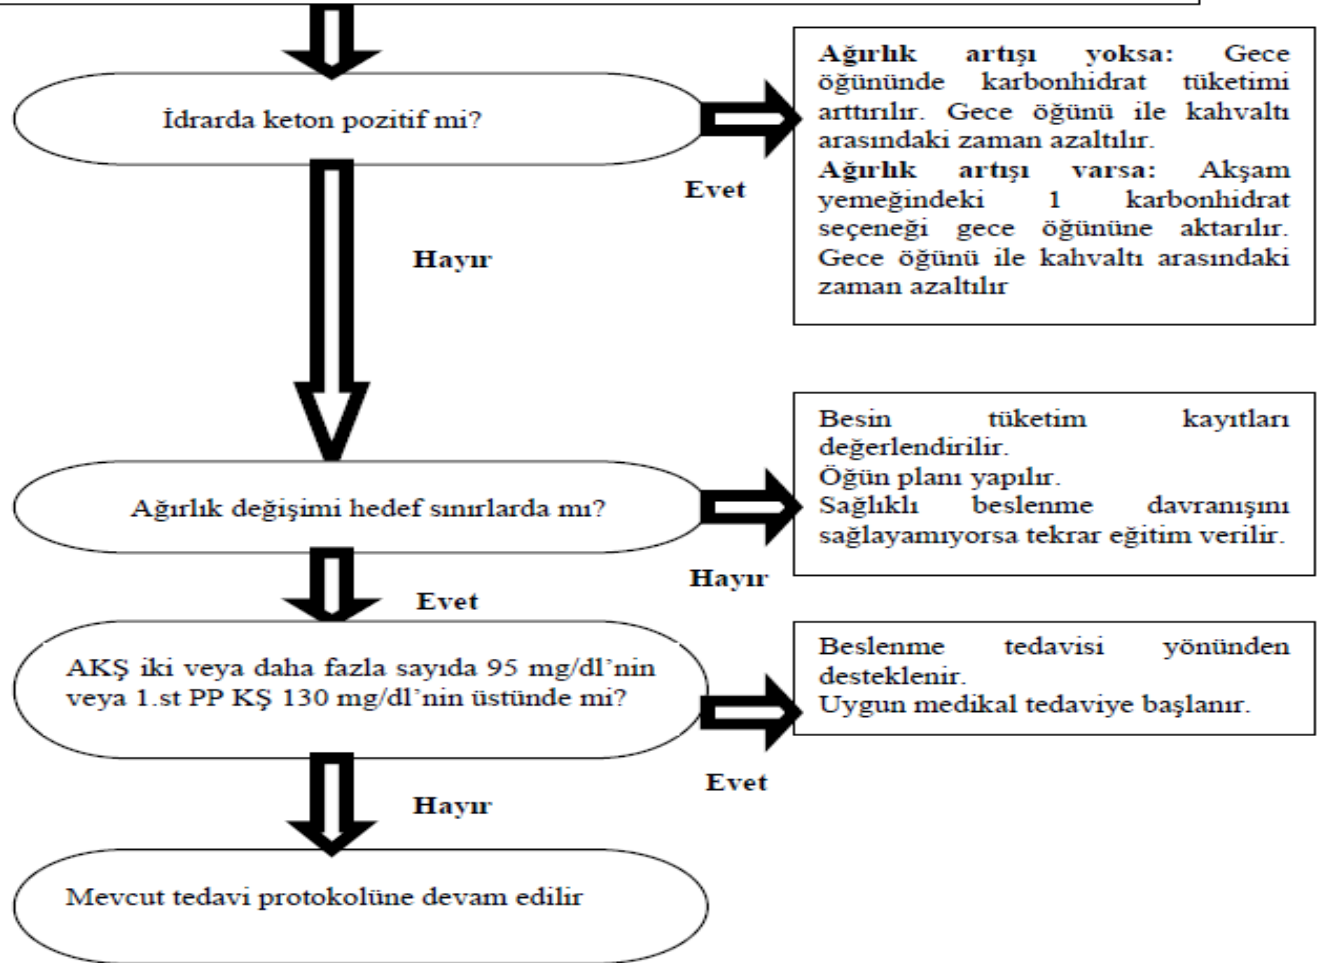 İdrarda keton pozitif mi?
Ağırlık artışı yoksa: Gece
öğününde karbonhidrat tüketimi
arttırılır. Gece öğünü ile kahvaltı
arasındaki zaman azaltılır.
Ağırlık artışı varsa: Akşam
yemeğindeki 1 karbonhidrat
seçeneği gece öğününe aktarılır.
Gece öğünü ile kahvaltı arasındaki
zaman azaltılır
Evet
Hayır
Ağırlık değişimi hedef sınırlarda mı?
Besin tüketim kayıtları
değerlendirilir.
Öğün planı yapılır.
Sağlıklı beslenme davranışını
sağlayamıyorsa tekrar eğitim verilir.
Hayır
Evet
AKŞ iki veya daha fazla sayıda 95 mg/dl’nin
veya 1.st PP KŞ 130 mg/dl’nin üstünde mi?
Beslenme tedavisi yönünden
desteklenir.
Uygun medikal tedaviye başlanır.
Evet
Hayır
Mevcut tedavi protokolüne devam edilir